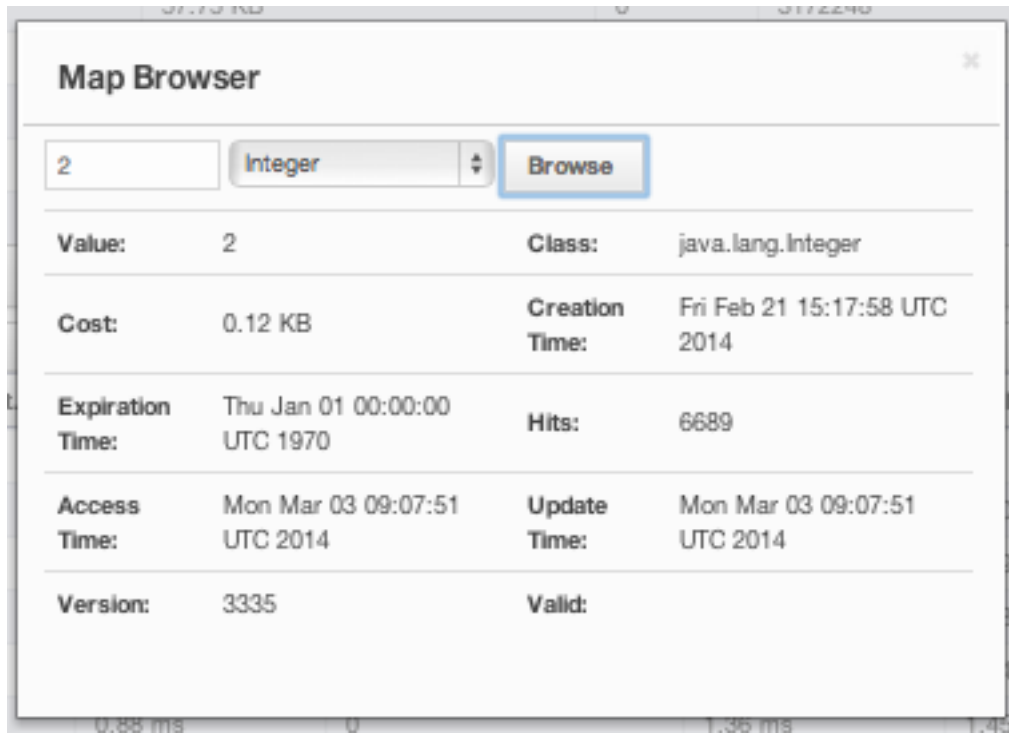 Map Browser
2 Integer Browse
Value: 2 Class: java.lang.Integer
Cost: 0.12 KB Creation Time: Fri Feb 21 15:17:58 UTC 2014
Expiration Time: Thu Jan 01 00:00:00 UTC 1970 Hits: 6689
Access Time: Mon Mar 03 09:07:51 UTC 2014 Update Time: Mon Mar 03 09:07:51 UTC 2014
Version: 3335 Valid:
0.88 ms 0 1.36 ms